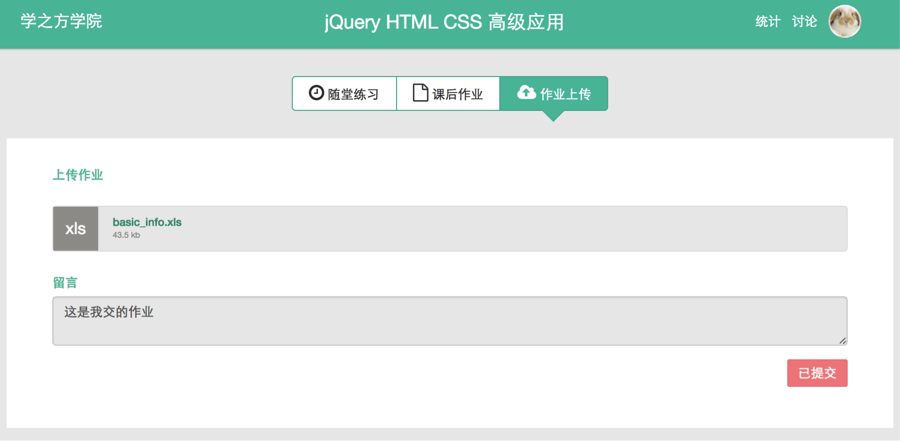 学之方学院
jQuery HTML CSS 高级应用
统计 讨论
随堂练习 课后作业 作业上传
上传作业
xls
basic_info.xls
43.5 kb
留言
这是我交的作业
已提交